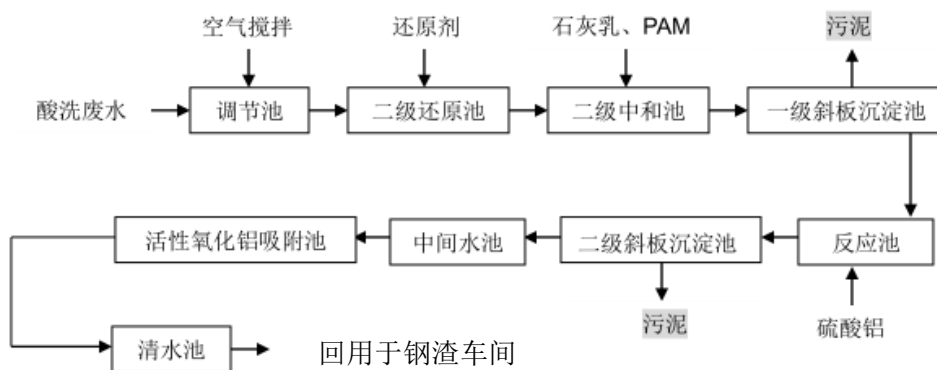 空气搅拌
还原剂
石灰乳、PAM
污泥
酸洗废水
调节池
二级还原池
二级中和池
一级斜板沉淀池
活性氧化铝吸附池
中间水池
二级斜板沉淀池
反应池
污泥
硫酸铝
清水池
回用于钢渣车间